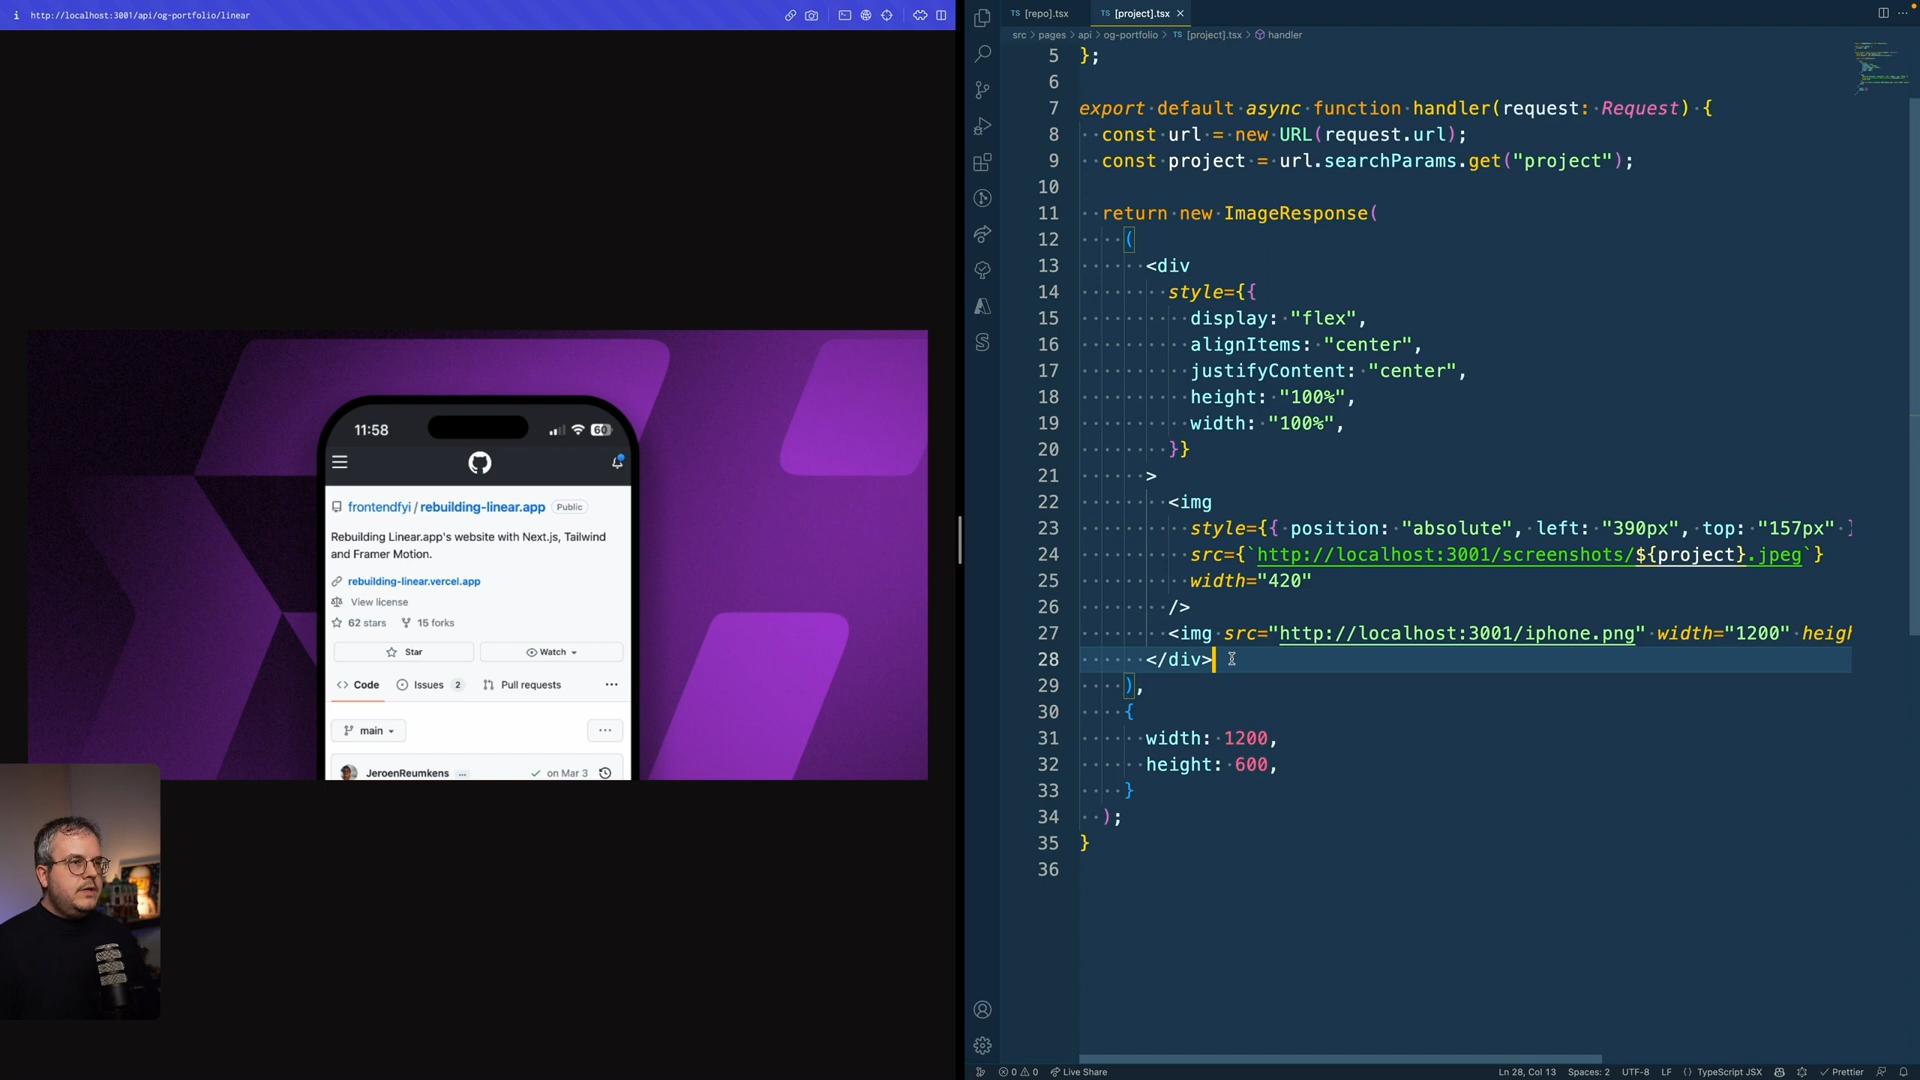 http://localhost:3001/api/og-portfolio/linear
11:58
60
frontendfyi / rebuilding-linear.app Public
Rebuilding Linear.app's website with Next.js, Tailwind
and Framer Motion.
rebuilding-linear.vercel.app
View license
62 stars 15 forks
Star Watch
Code Issues 2 Pull requests ...
main ...
JeroenReumkens ... on Mar 3
TS [repo].tsx TS [project].tsx
src > pages > api > og-portfolio > TS [project].tsx > handler
5 };
6
7 export default async function handler(request: Request) {
8 const url = new URL(request.url);
9 const project = url.searchParams.get("project");
10
11 return new ImageResponse(
12 (
13 <div
14 style={{
15 display: "flex",
16 alignItems: "center",
17 justifyContent: "center",
18 height: "100%",
19 width: "100%",
20 }}
21 >
22 <img
23 style={{ position: "absolute", left: "390px", top: "157px" }
24 src={`http://localhost:3001/screenshots/${project}.jpeg`}
25 width="420"
26 />
27 <img src="http://localhost:3001/iphone.png" width="1200" heigh
28 </div>
29 ),
30 {
31 width: 1200,
32 height: 600,
33 }
34 );
35 }
36
0 0 Live Share Ln 28, Col 13 Spaces: 2 UTF-8 LF {} TypeScript JSX Prettier